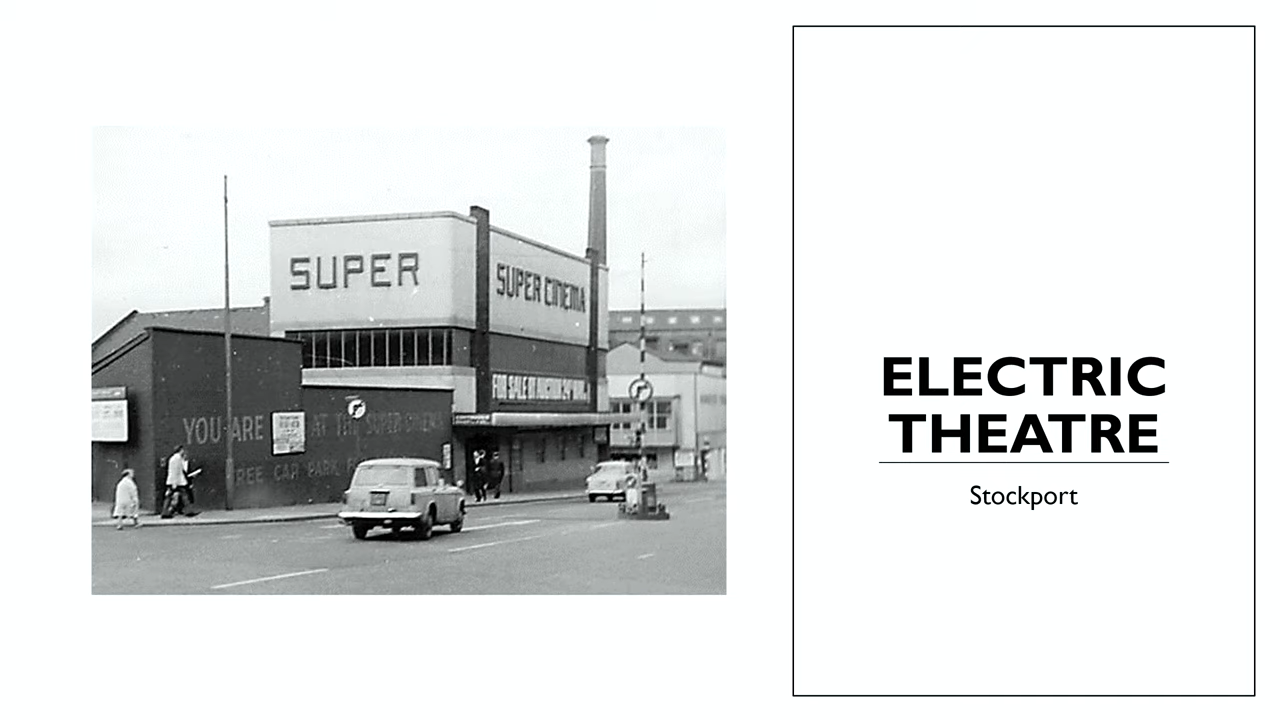 SUPER
SUPER CINEMA
FOR SALE BY AUCTION
YOU ARE AT THE SUPER CINEMA
FREE CAR PARK
ELECTRIC
THEATRE
Stockport